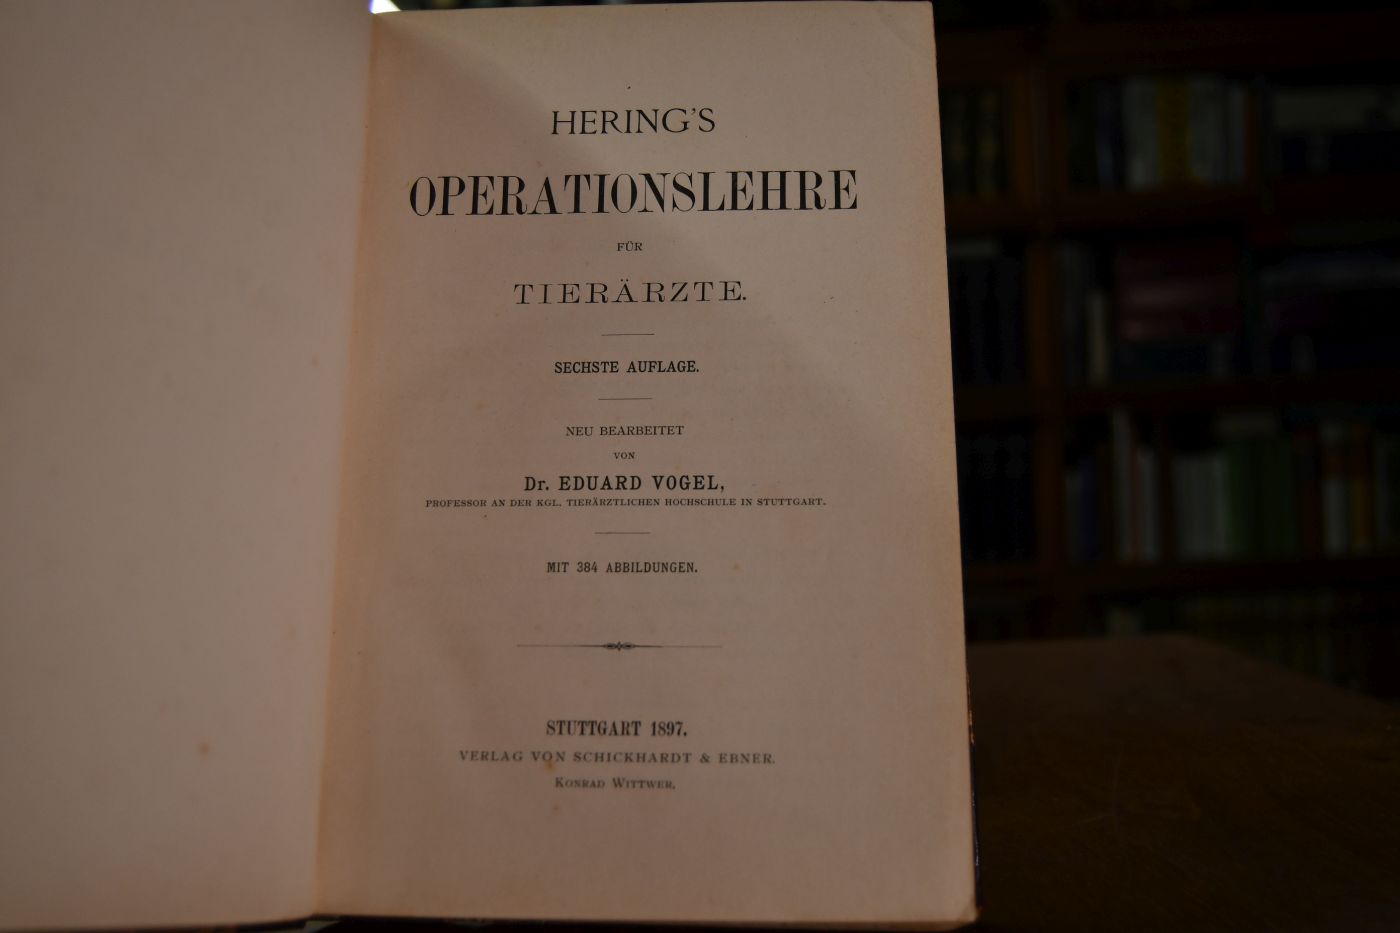 HERING'S
OPERATIONSLEHRE
FÜR
TIERÄRZTE.
SECHSTE AUFLAGE.
NEU BEARBEITET
VON
Dr. EDUARD VOGEL,
PROFESSOR AN DER KGL. TIERÄRZTLICHEN HOCHSCHULE IN STUTTGART.
MIT 384 ABBILDUNGEN.
STUTTGART 1897.
VERLAG VON SCHICKHARDT & EBNER.
KONRAD WITTWER.